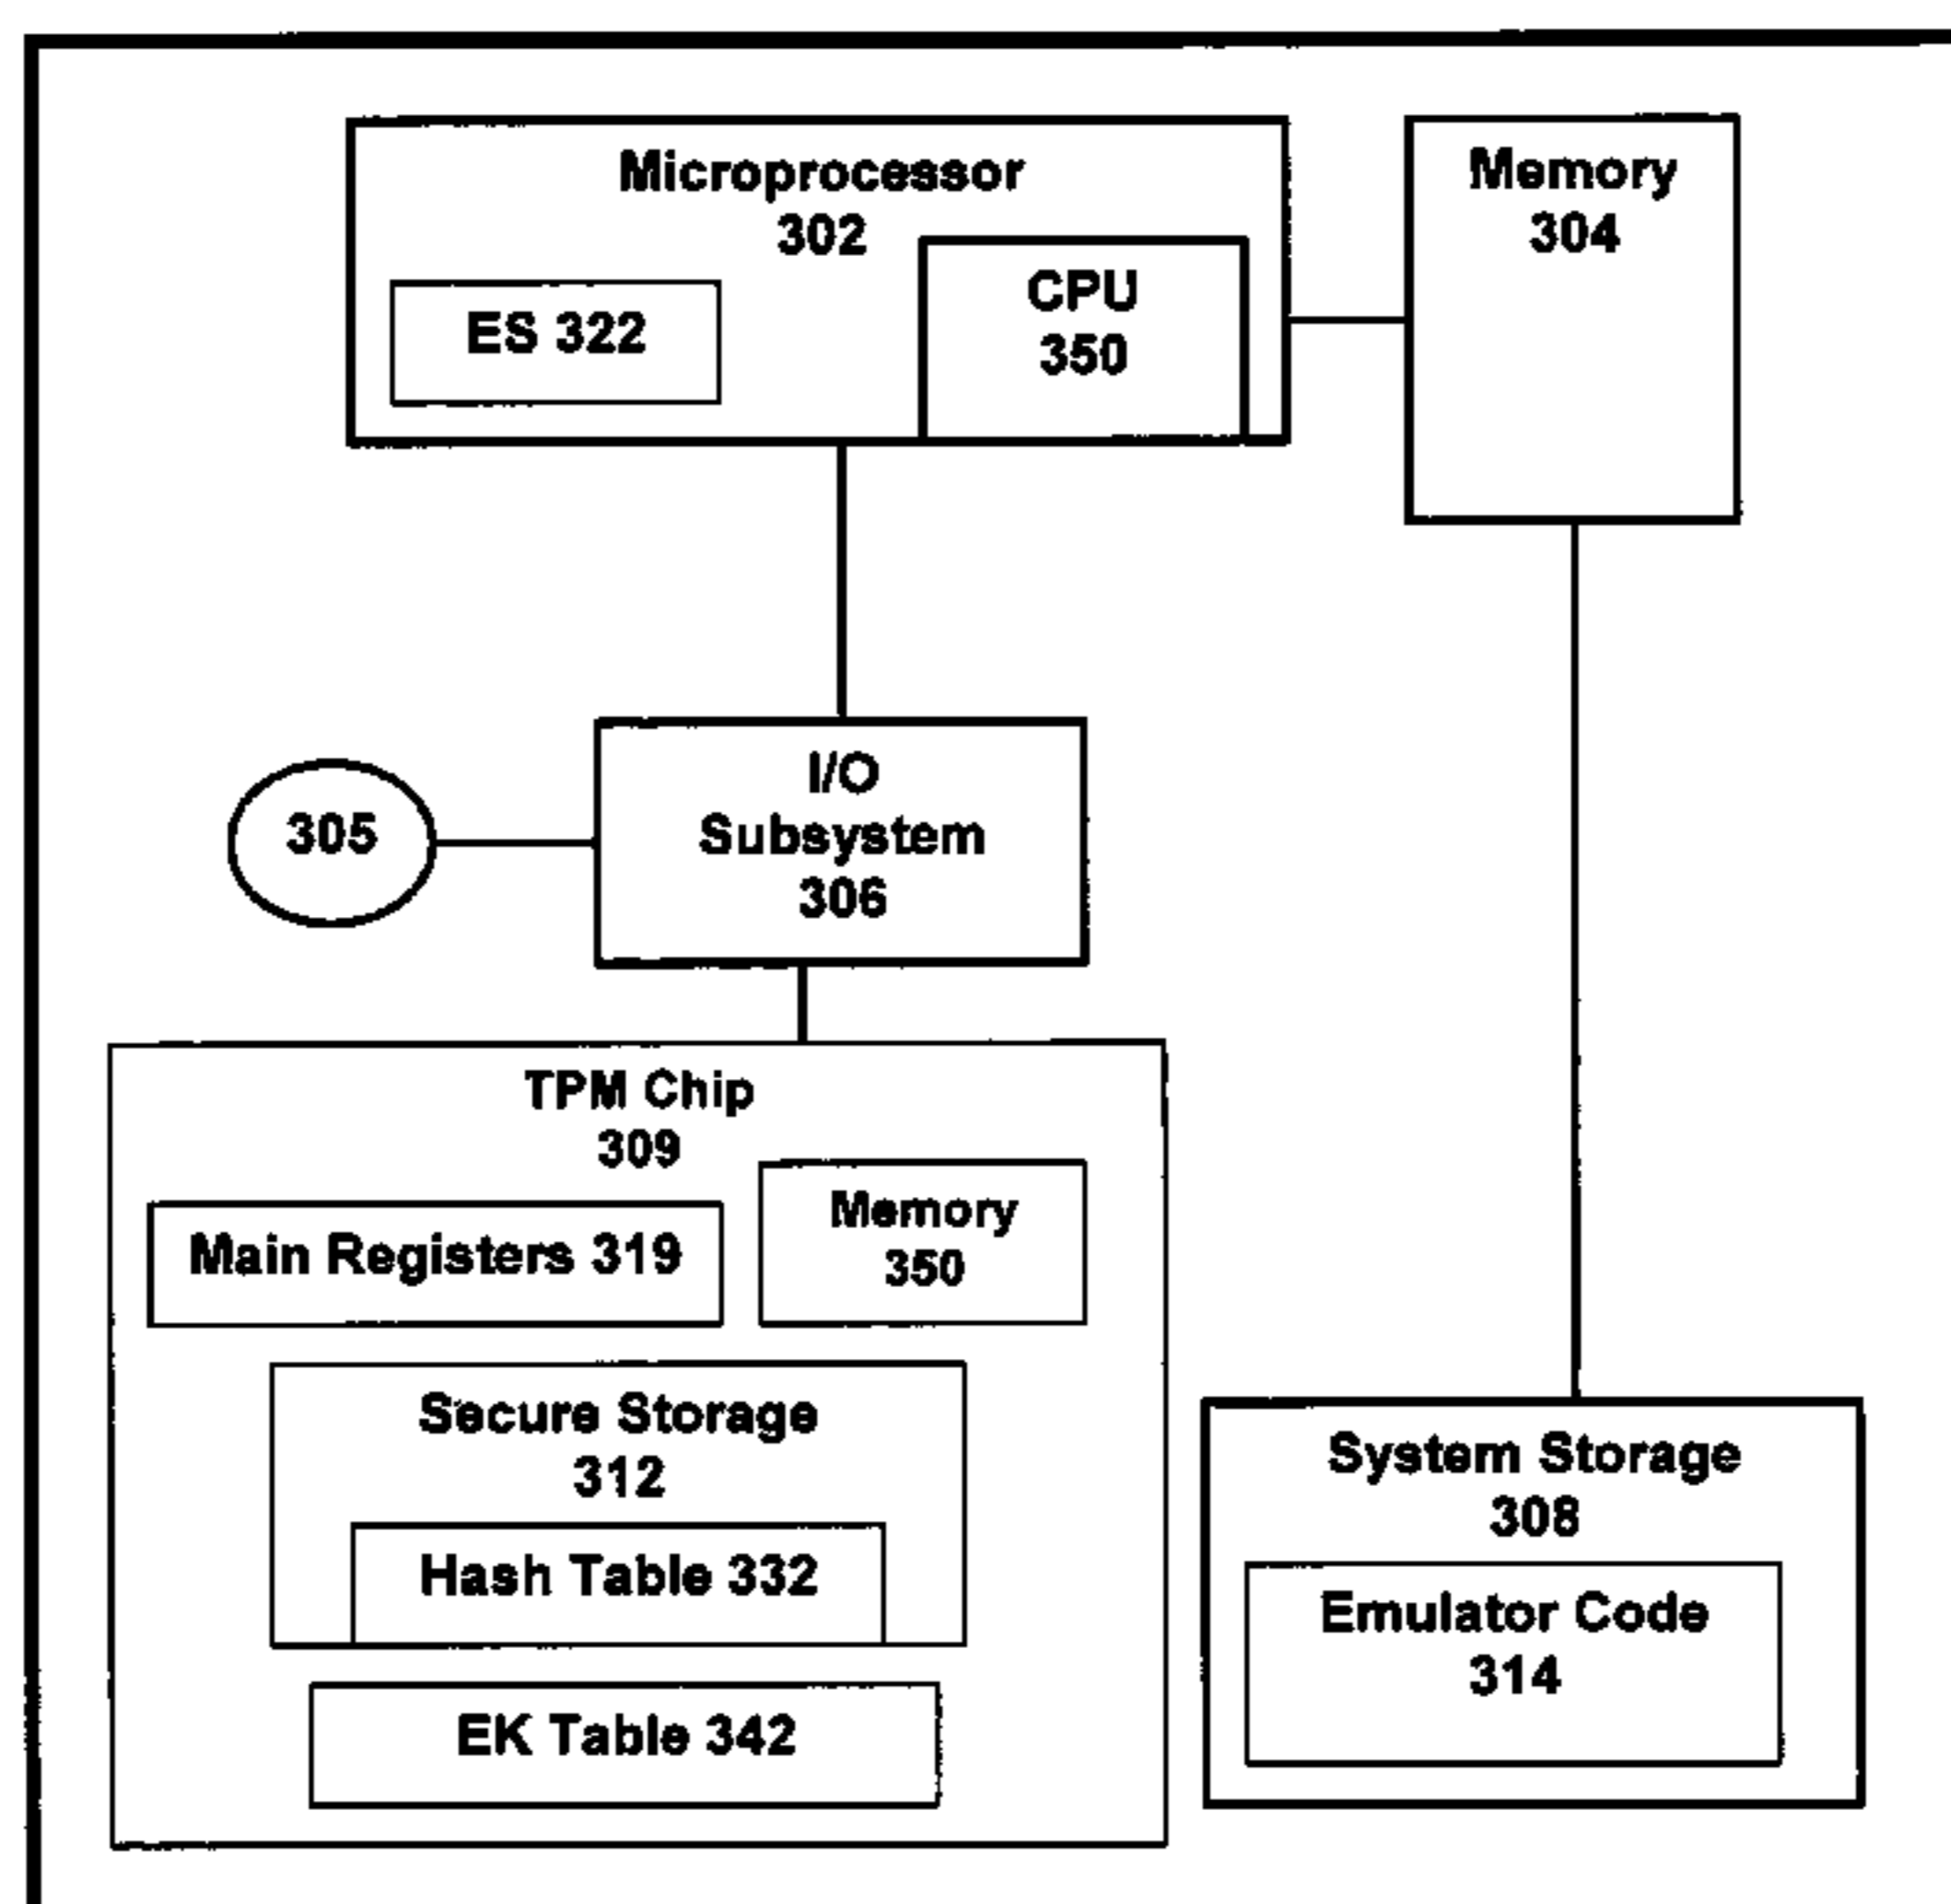 Microprocessor
302
ES 322
CPU
350
Memory
304
305
I/O
Subsystem
306
TPM Chip
309
Main Registers 319
Memory
350
Secure Storage
312
Hash Table 332
EK Table 342
System Storage
308
Emulator Code
314